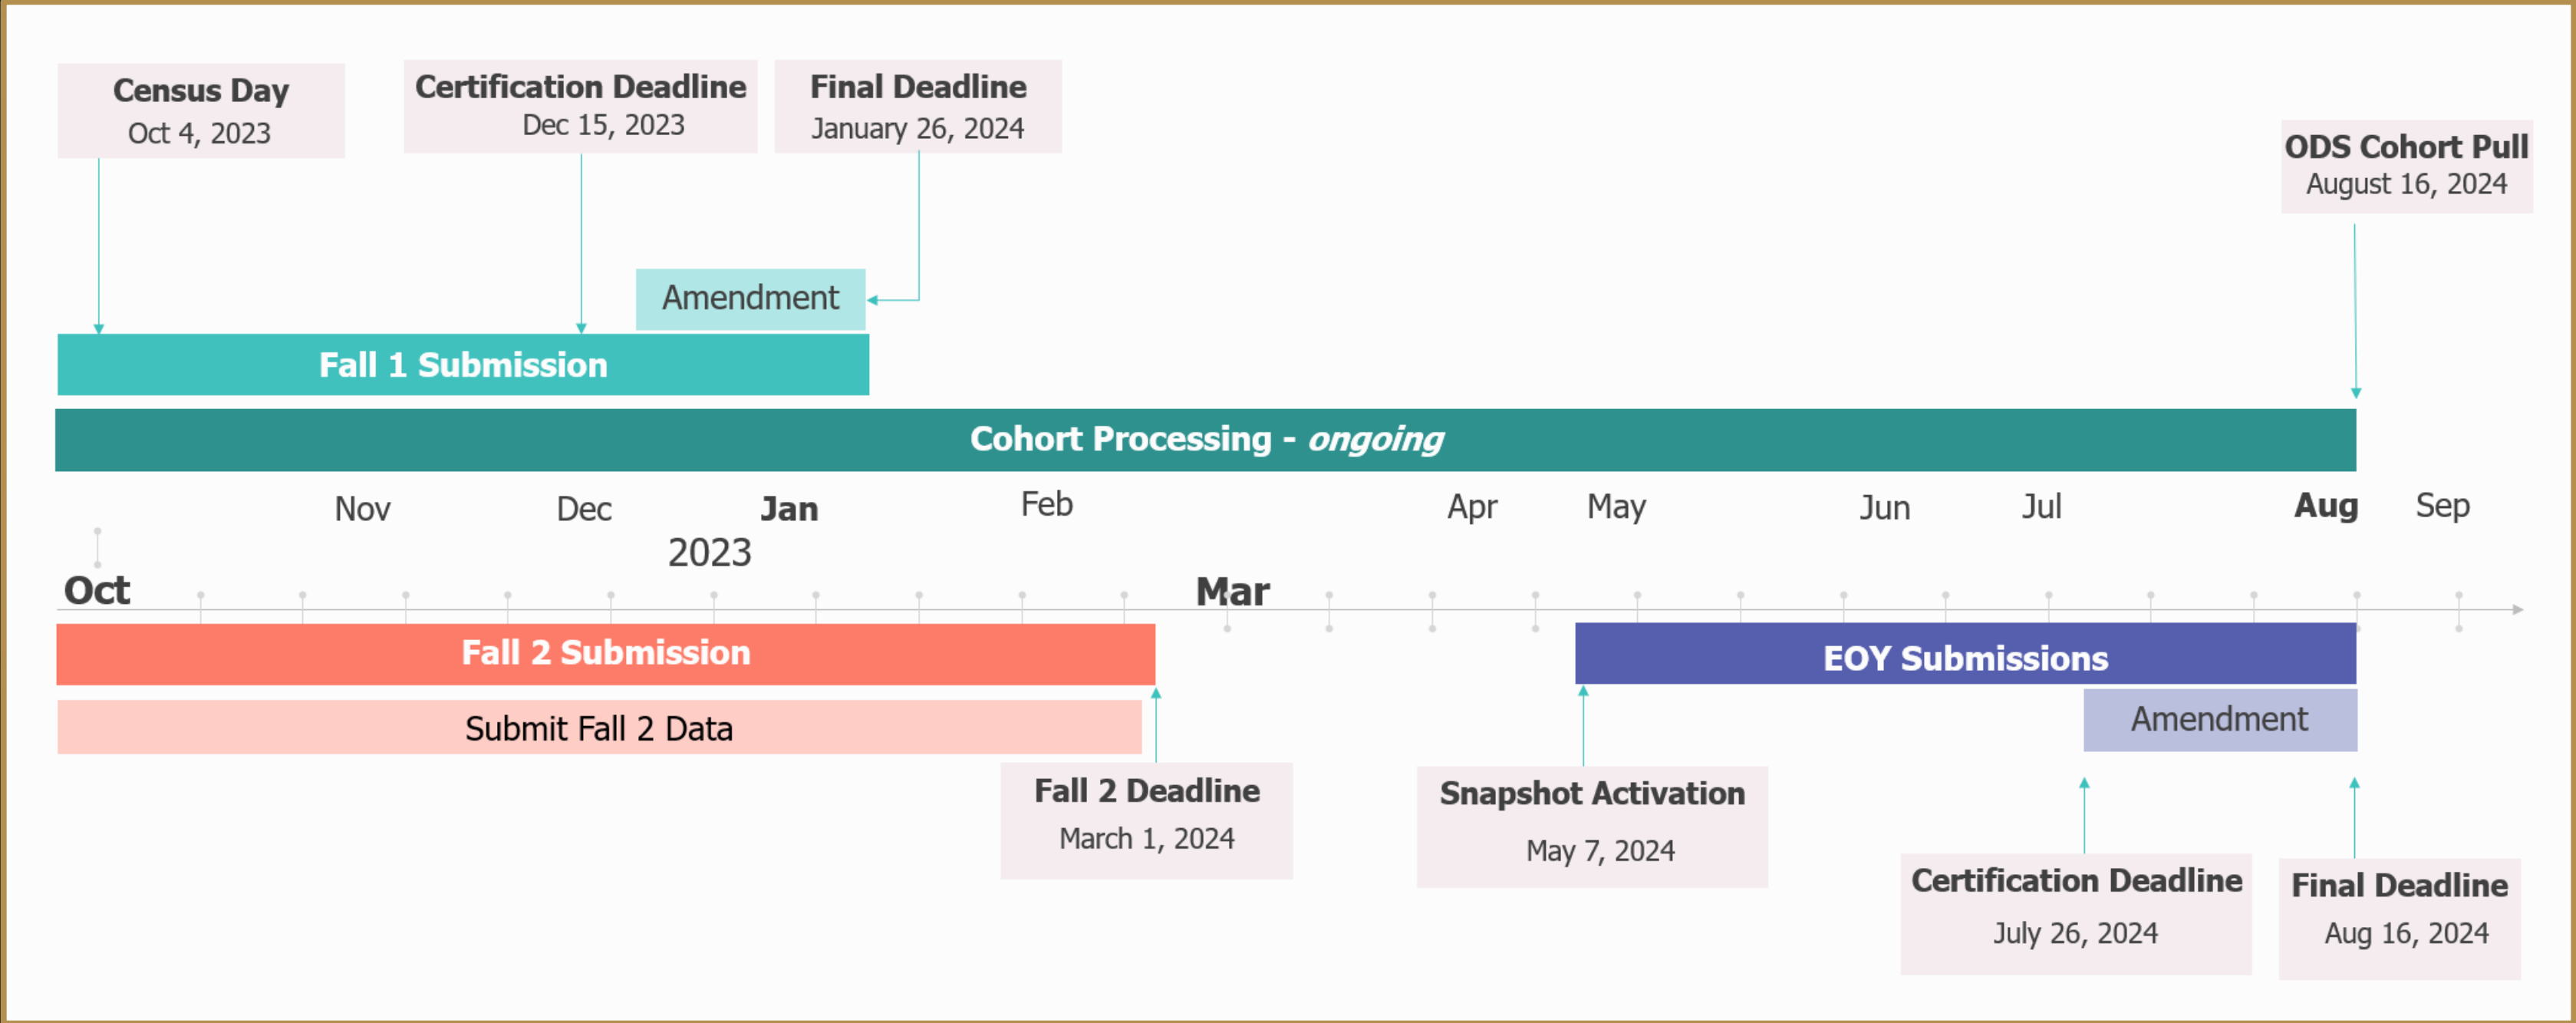 Census Day
Oct 4, 2023
Certification Deadline
Dec 15, 2023
Final Deadline
January 26, 2024
ODS Cohort Pull
August 16, 2024
Amendment
Fall 1 Submission
Cohort Processing - ongoing
Nov
Dec
Jan
Feb
Apr
May
Jun
Jul
Aug
Sep
2023
Oct
Mar
Fall 2 Submission
EOY Submissions
Submit Fall 2 Data
Amendment
Fall 2 Deadline
March 1, 2024
Snapshot Activation
May 7, 2024
Certification Deadline
July 26, 2024
Final Deadline
Aug 16, 2024